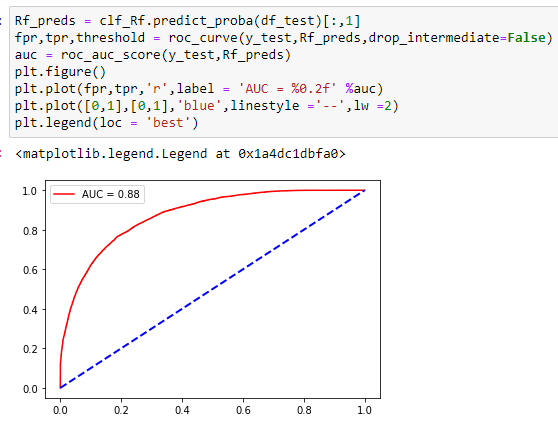 Rf_preds = clf_Rf.predict_proba(df_test)[:,1]
fpr,tpr,threshold = roc_curve(y_test,Rf_preds,drop_intermediate=False)
auc = roc_auc_score(y_test,Rf_preds)
plt.figure()
plt.plot(fpr,tpr,'r',label = 'AUC = %0.2f' %auc)
plt.plot([0,1],[0,1],'blue',linestyle ='--',lw =2)
plt.legend(loc = 'best')
<matplotlib.legend.Legend at 0x1a4dc1dbfa0>
AUC = 0.88
1.0
0.8
0.6
0.4
0.2
0.0
0.0 0.2 0.4 0.6 0.8 1.0